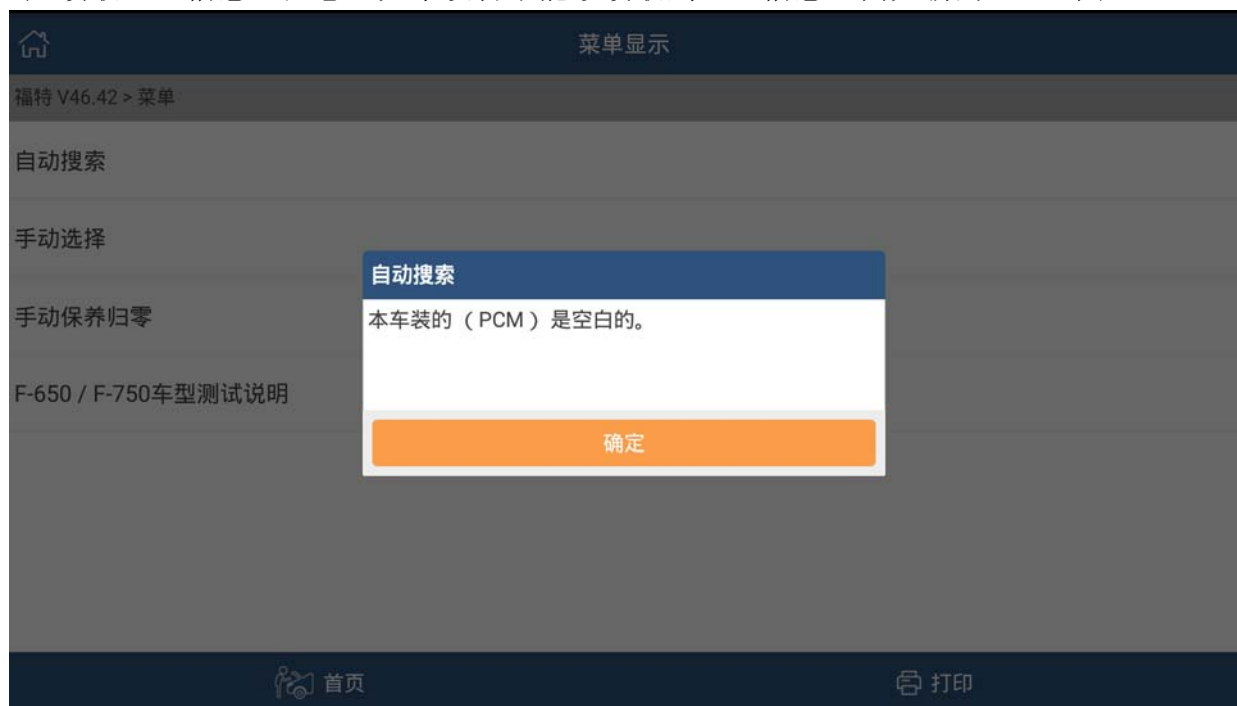 菜单显示
福特 V46.42 > 菜单
自动搜索
手动选择
手动保养归零
F-650 / F-750车型测试说明
自动搜索
本车装的（PCM）是空白的。
确定
首页
打印